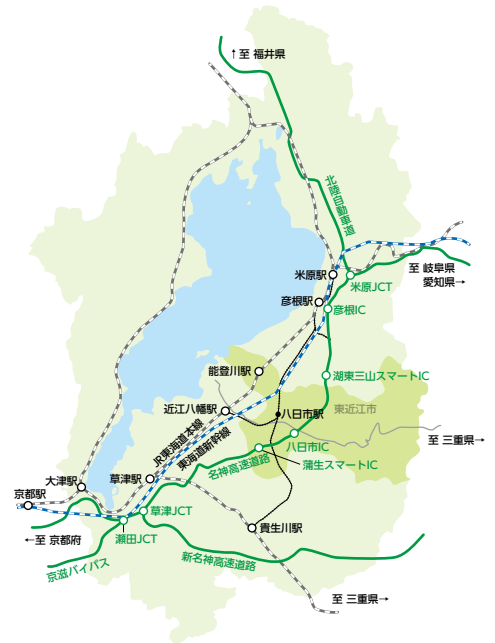 ↑至 福井県
北陸自動車道
米原駅
至 岐阜県
愛知県→
米原JCT
彦根駅
彦根IC
能登川駅
湖東三山スマートIC
近江八幡駅
八日市駅
東近江市
JR東海道本線
東海道新幹線
八日市IC
至 三重県→
名神高速道路
蒲生スマートIC
大津駅
草津駅
京都駅
草津JCT
貴生川駅
←至 京都府
瀬田JCT
京滋バイパス
新名神高速道路
至 三重県→